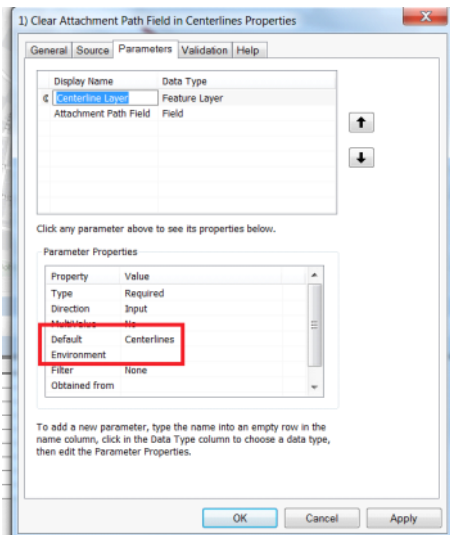 1) Clear Attachment Path Field in Centerlines Properties
General Source Parameters Validation Help
Display Name Data Type
Centerline Layer Feature Layer
Attachment Path Field Field
Click any parameter above to see its properties below.
Parameter Properties
Property Value
Type Required
Direction Input
MultiValue No
Default Centerlines
Environment
Filter None
Obtained from
To add a new parameter, type the name into an empty row in the
name column, click in the Data Type column to choose a data type,
then edit the Parameter Properties.
OK Cancel Apply